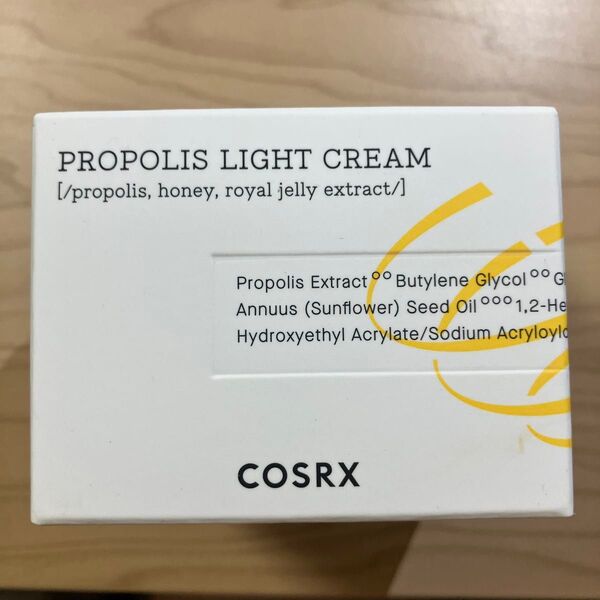 PROPOLIS LIGHT CREAM
[/propolis, honey, royal jelly extract/]
Propolis Extract°° Butylene Glycol°° G
Annuus (Sunflower) Seed Oil°°° 1,2-He
Hydroxyethyl Acrylate/Sodium Acryloyl
COSRX